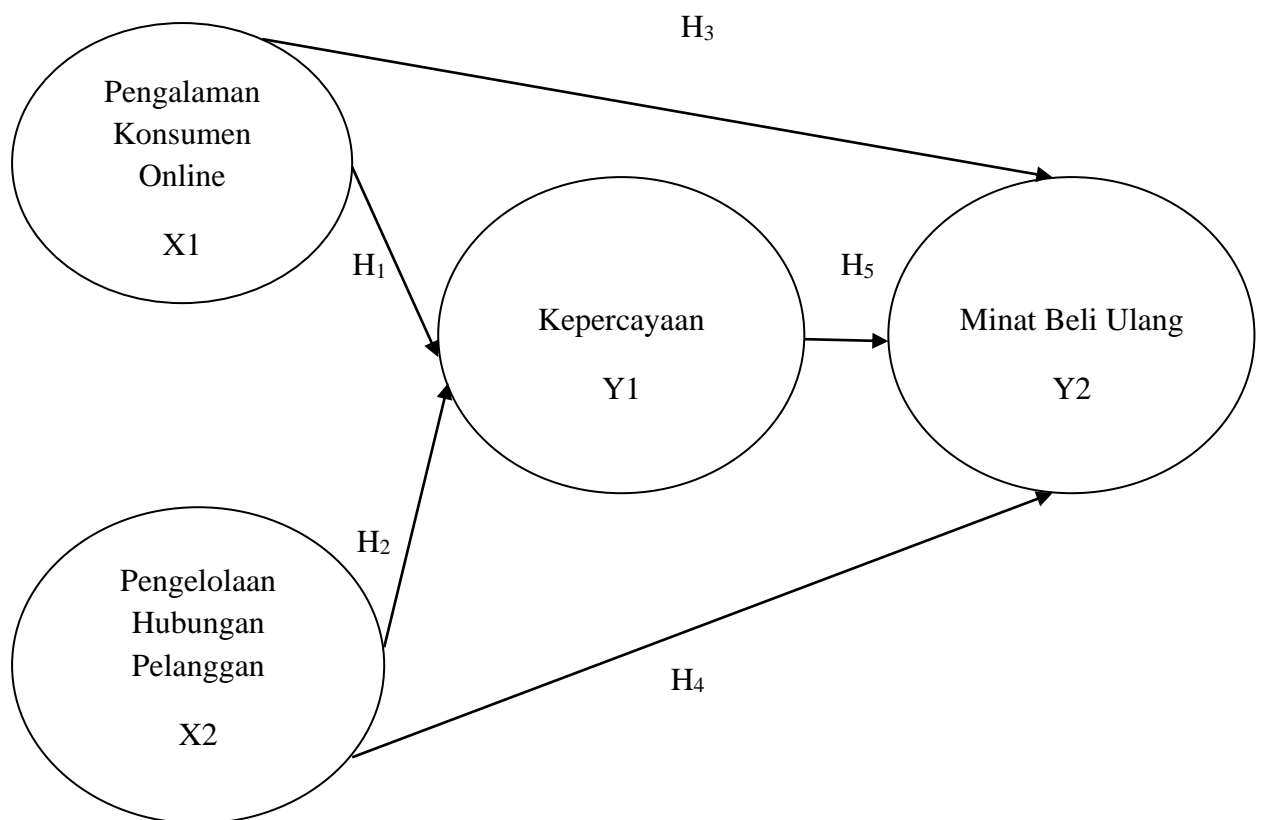 H₃
Pengalaman
Konsumen
Online
X1
H₁
H₅
Kepercayaan
Y1
Minat Beli Ulang
Y2
H₂
Pengelolaan
Hubungan
Pelanggan
X2
H₄